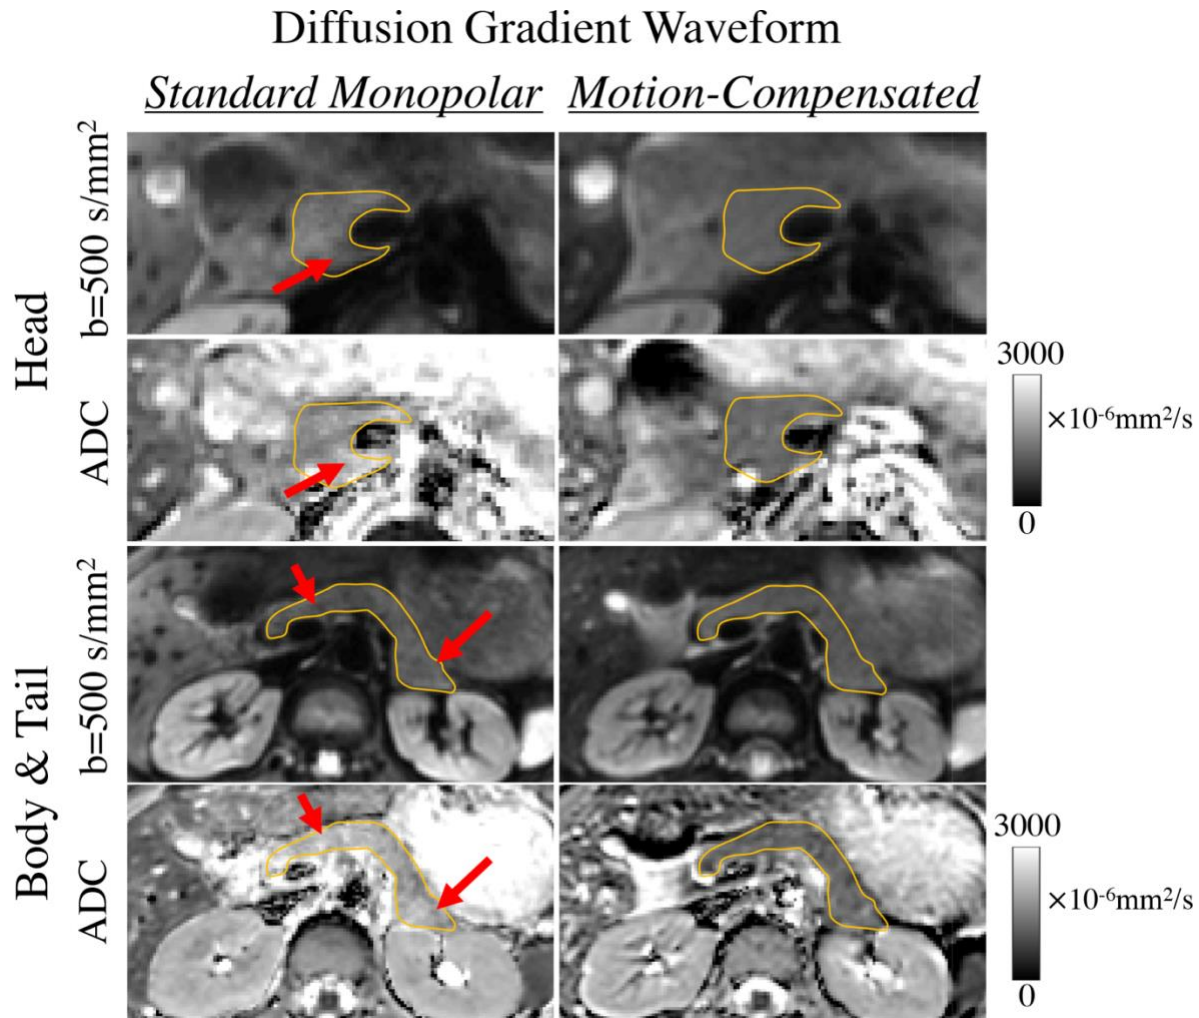 Diffusion Gradient Waveform
Standard Monopolar Motion-Compensated
Head
b=500 s/mm²
ADC
3000
×10⁻⁶mm²/s
0
Body & Tail
b=500 s/mm²
ADC
3000
×10⁻⁶mm²/s
0